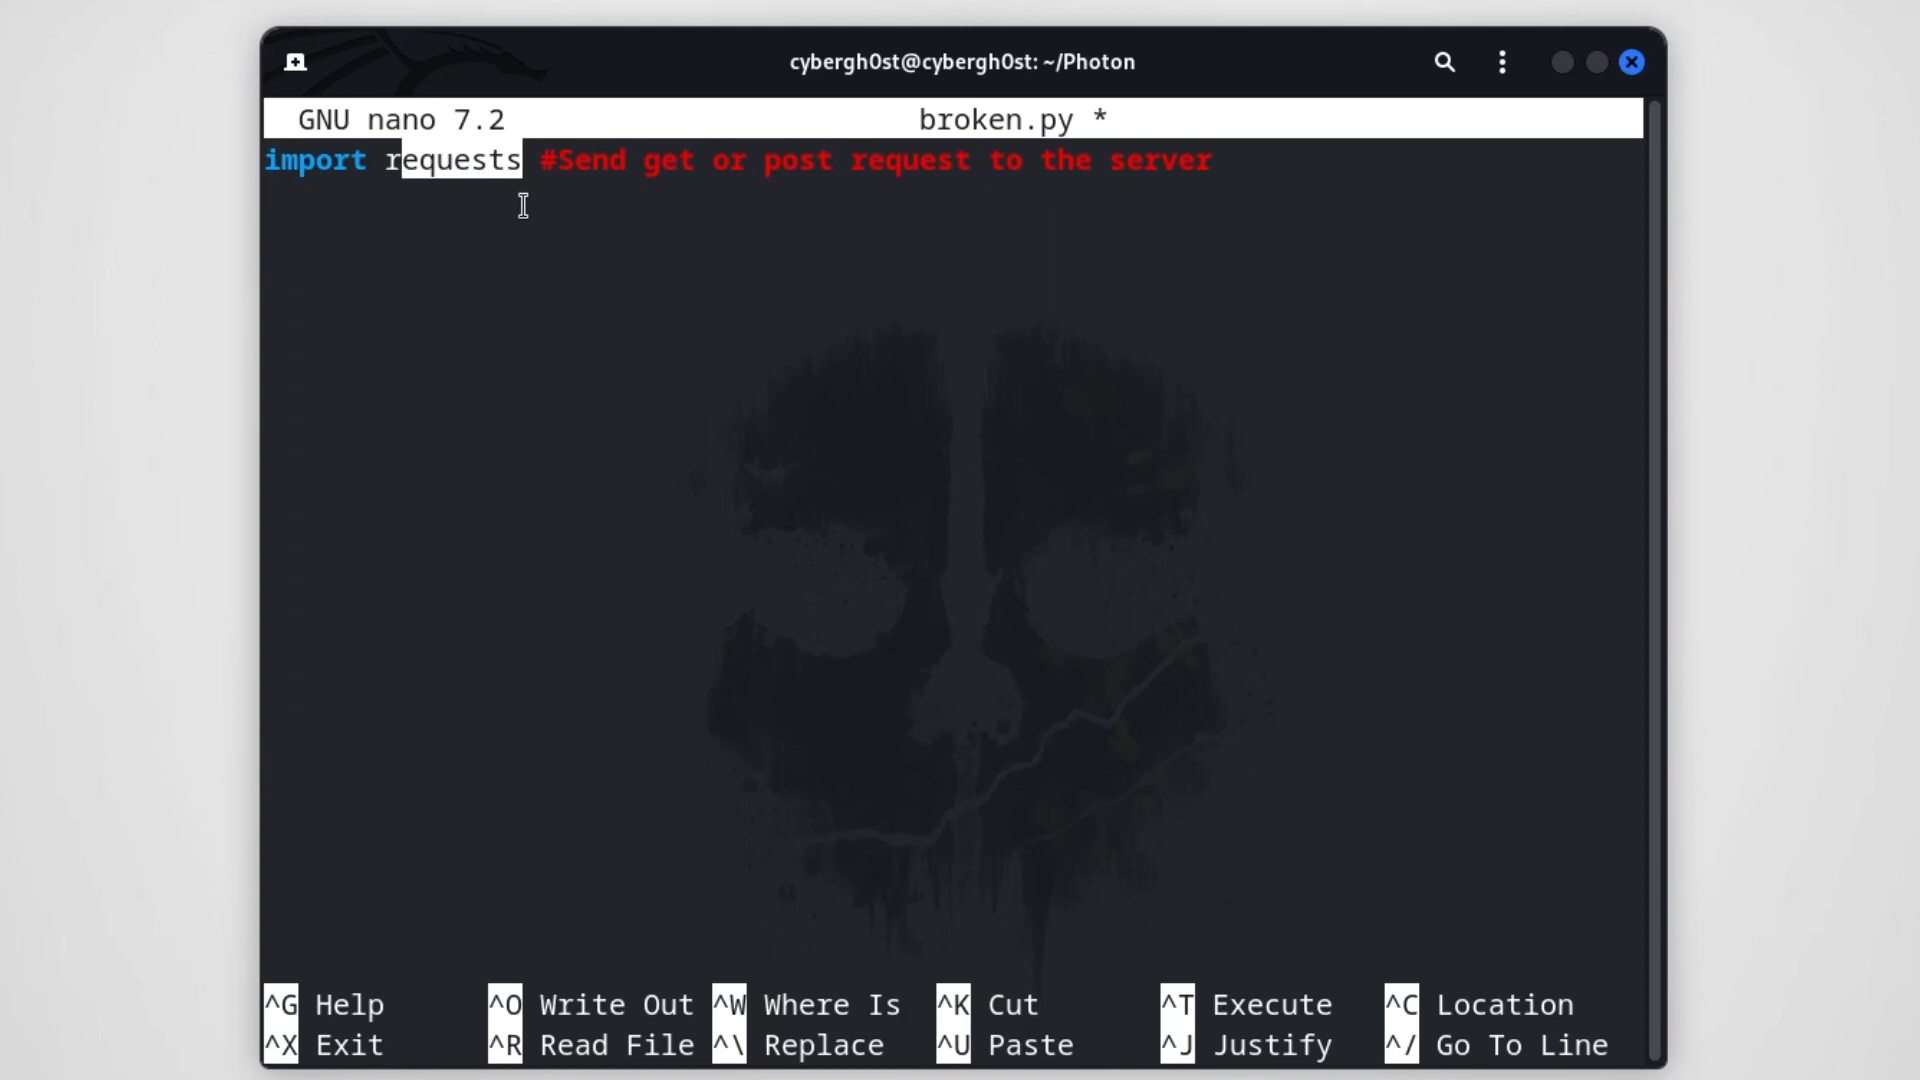 cybergh0st@cybergh0st: ~/Photon
GNU nano 7.2 broken.py *
import requests #Send get or post request to the server
^G Help ^O Write Out ^W Where Is ^K Cut ^T Execute ^C Location
^X Exit ^R Read File ^\ Replace ^U Paste ^J Justify ^/ Go To Line